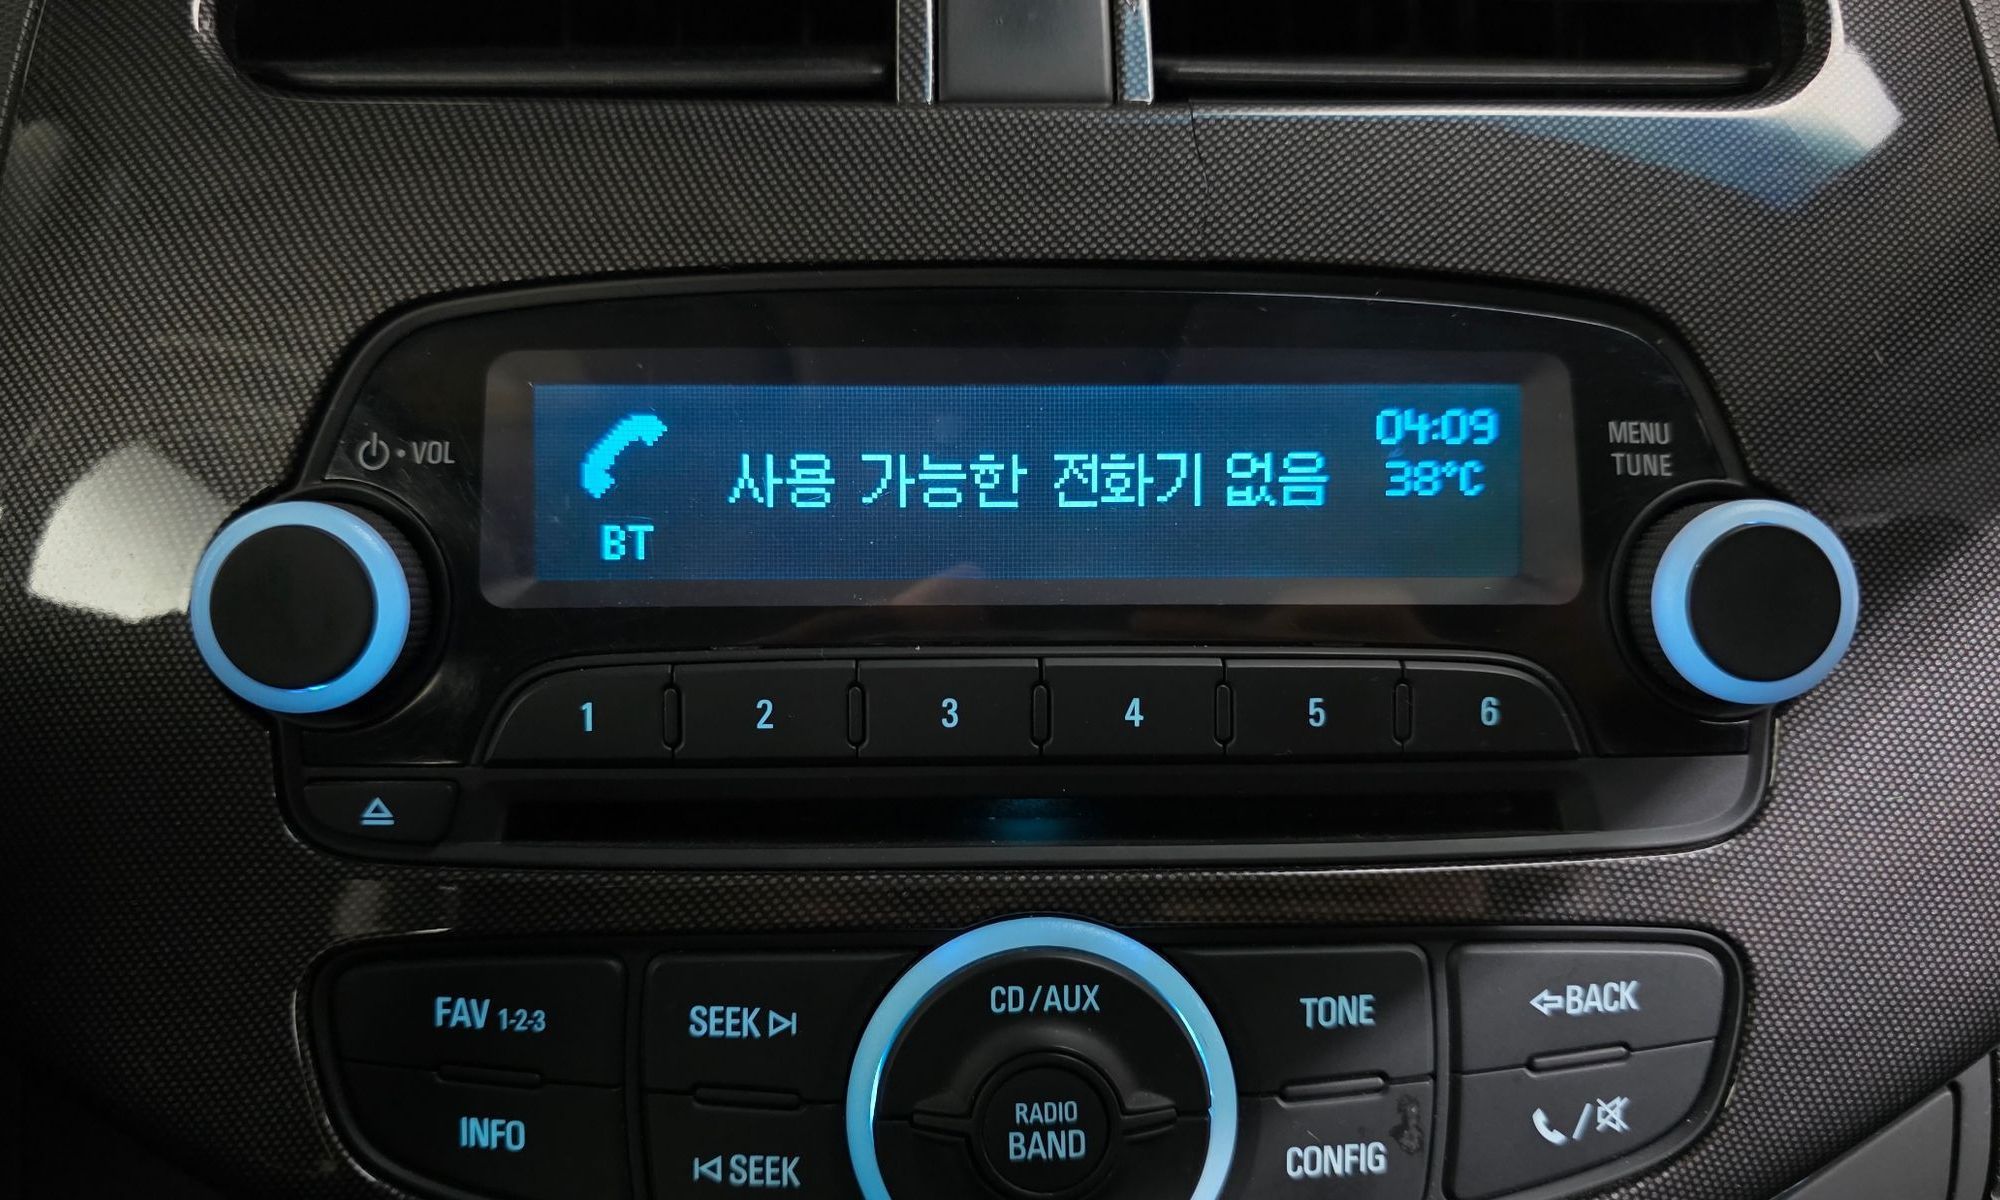 04:09
사용 가능한 전화기 없음
38°C
BT
VOL
MENU
TUNE
1 2 3 4 5 6
FAV 1-2-3
SEEK
CD/AUX
TONE
BACK
INFO
SEEK
RADIO
BAND
CONFIG
/